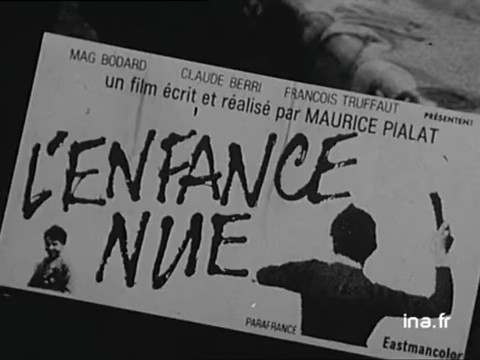 MAG BODARD CLAUDE BERRI FRANCOIS TRUFFAUT PRÉSENTENT
un film écrit et réalisé par MAURICE PIALAT
L'ENFANCE
NUE
PARAFRANCE
Eastmancolor
ina.fr